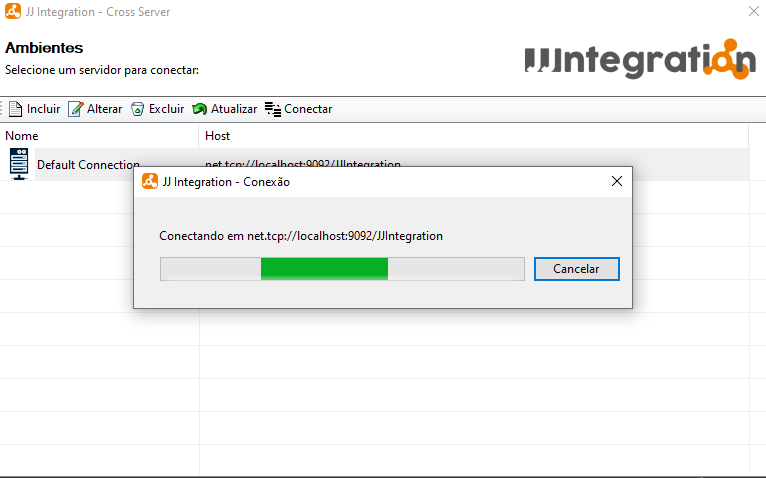 JJ Integration - Cross Server
Ambientes
Selecione um servidor para conectar:
JJIntegration
Incluir Alterar Excluir Atualizar Conectar
Nome Host
Default Connection net.tcp://localhost:9092/JJIntegration
JJ Integration - Conexão
Conectando em net.tcp://localhost:9092/JJIntegration
Cancelar